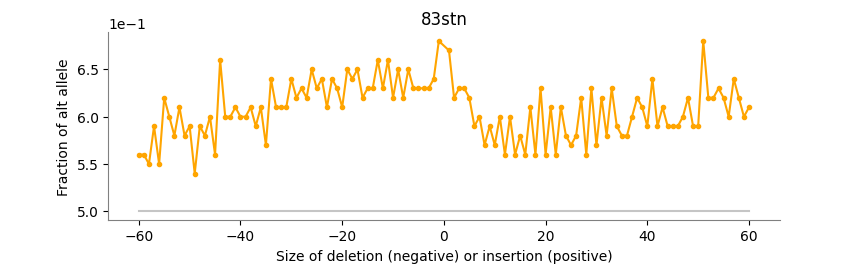 83stn
1e−1
6.5
6.0
5.5
5.0
Fraction of alt allele
−60 −40 −20 0 20 40 60
Size of deletion (negative) or insertion (positive)